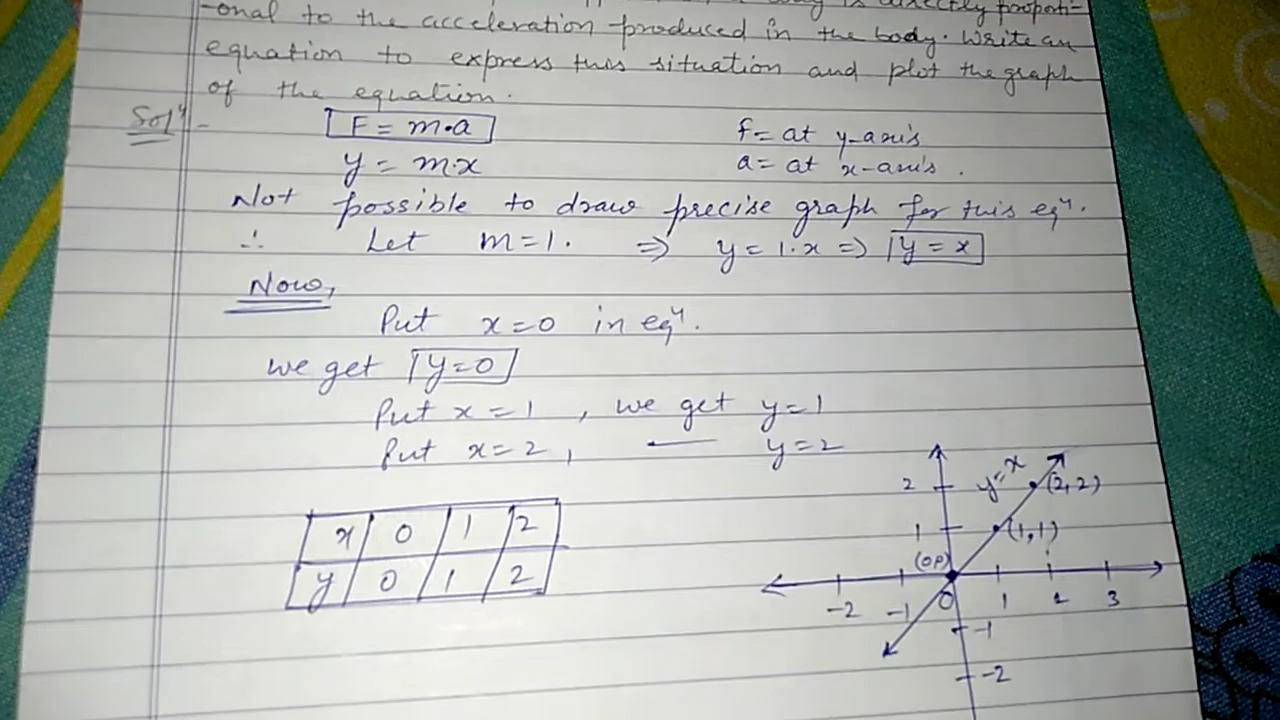 is directly proporti-
-onal to the acceleration produced in the body. Write an
equation to express this situation and plot the graph
of the equation.
Solⁿ -
F = m·a
f = at y-axis
y = m·x
a = at x-axis.
Not possible to draw precise graph for this eqⁿ.
∴ Let m=1. ⇒ y = 1·x ⇒ y = x
Now,
Put x=0 in eqⁿ.
we get y=0
Put x=1, we get y=1
Put x=2, — y=2
x 0 1 2
y 0 1 2
y=x
2 (2,2)
1 (1,1)
-2 -1 0 1 2 3
-1
-2